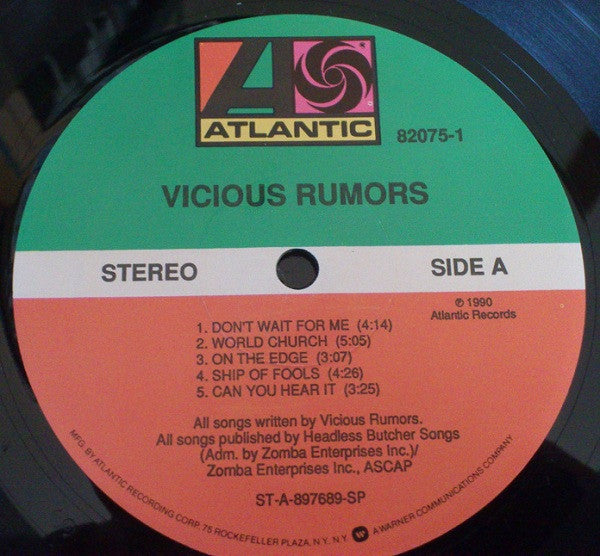 ATLANTIC
82075-1
VICIOUS RUMORS
STEREO
SIDE A
℗ 1990
Atlantic Records
1. DON'T WAIT FOR ME (4:14)
2. WORLD CHURCH (5:05)
3. ON THE EDGE (3:07)
4. SHIP OF FOOLS (4:26)
5. CAN YOU HEAR IT (3:25)
All songs written by Vicious Rumors.
All songs published by Headless Butcher Songs
(Adm. by Zomba Enterprises Inc.)/
Zomba Enterprises Inc., ASCAP
ST-A-897689-SP
MFG. BY ATLANTIC RECORDING CORP. 75 ROCKEFELLER PLAZA, N.Y. N.Y. A WARNER COMMUNICATIONS COMPANY